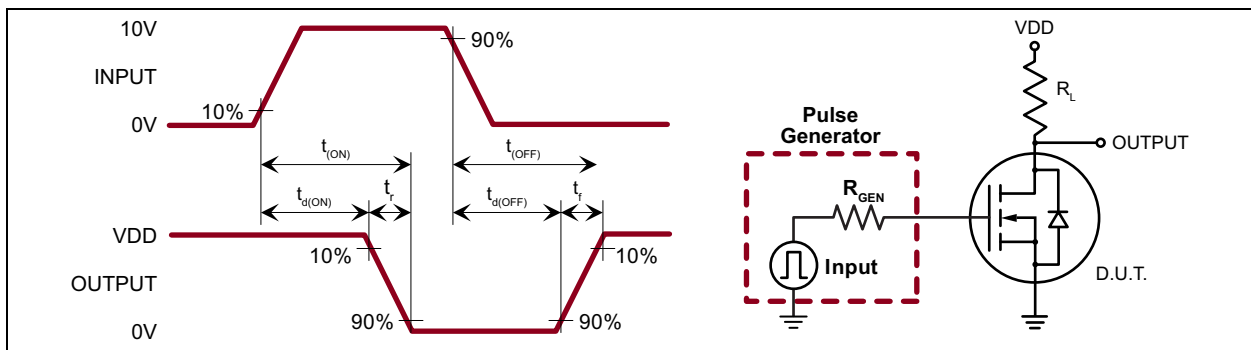 10V
INPUT
0V
10%
90%
t(ON)
t(OFF)
td(ON)
tr
td(OFF)
tf
VDD
OUTPUT
0V
10%
90%
90%
10%
Pulse
Generator
RGEN
Input
VDD
RL
OUTPUT
D.U.T.